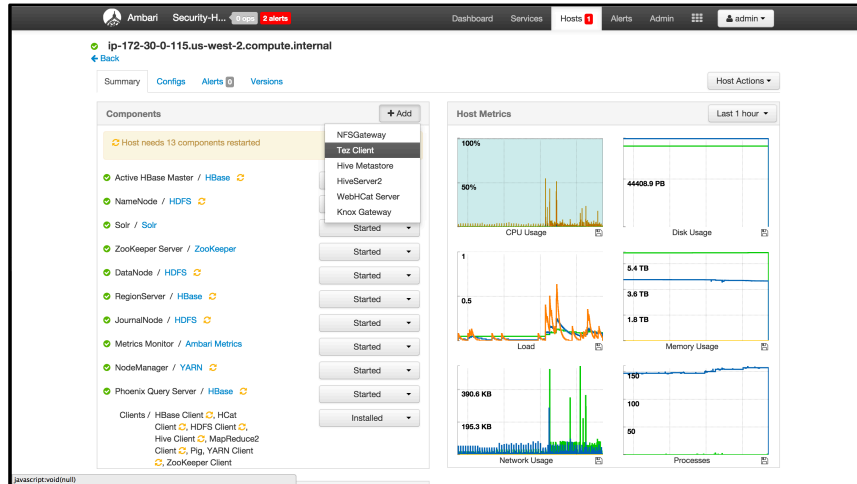 Ambari Security-H... 0 ops 2 alerts Dashboard Services Hosts 1 Alerts Admin admin
ip-172-30-0-115.us-west-2.compute.internal
Back
Summary Configs Alerts 0 Versions Host Actions
Components + Add
Host needs 13 components restarted
NFSGateway
Tez Client
Hive Metastore
HiveServer2
WebHCat Server
Knox Gateway
Active HBase Master / HBase
NameNode / HDFS
Solr / Solr Started
ZooKeeper Server / ZooKeeper Started
DataNode / HDFS Started
RegionServer / HBase Started
JournalNode / HDFS Started
Metrics Monitor / Ambari Metrics Started
NodeManager / YARN Started
Phoenix Query Server / HBase Started
Clients / HBase Client , HCat Installed
Client , HDFS Client ,
Hive Client , MapReduce2
Client , Pig, YARN Client
, ZooKeeper Client
Host Metrics Last 1 hour
100%
50%
CPU Usage
44408.9 PB
Disk Usage
1
0.5
Load
5.4 TB
3.6 TB
1.8 TB
Memory Usage
390.6 KB
195.3 KB
Network Usage
150
100
50
Processes
javascript:void(null)